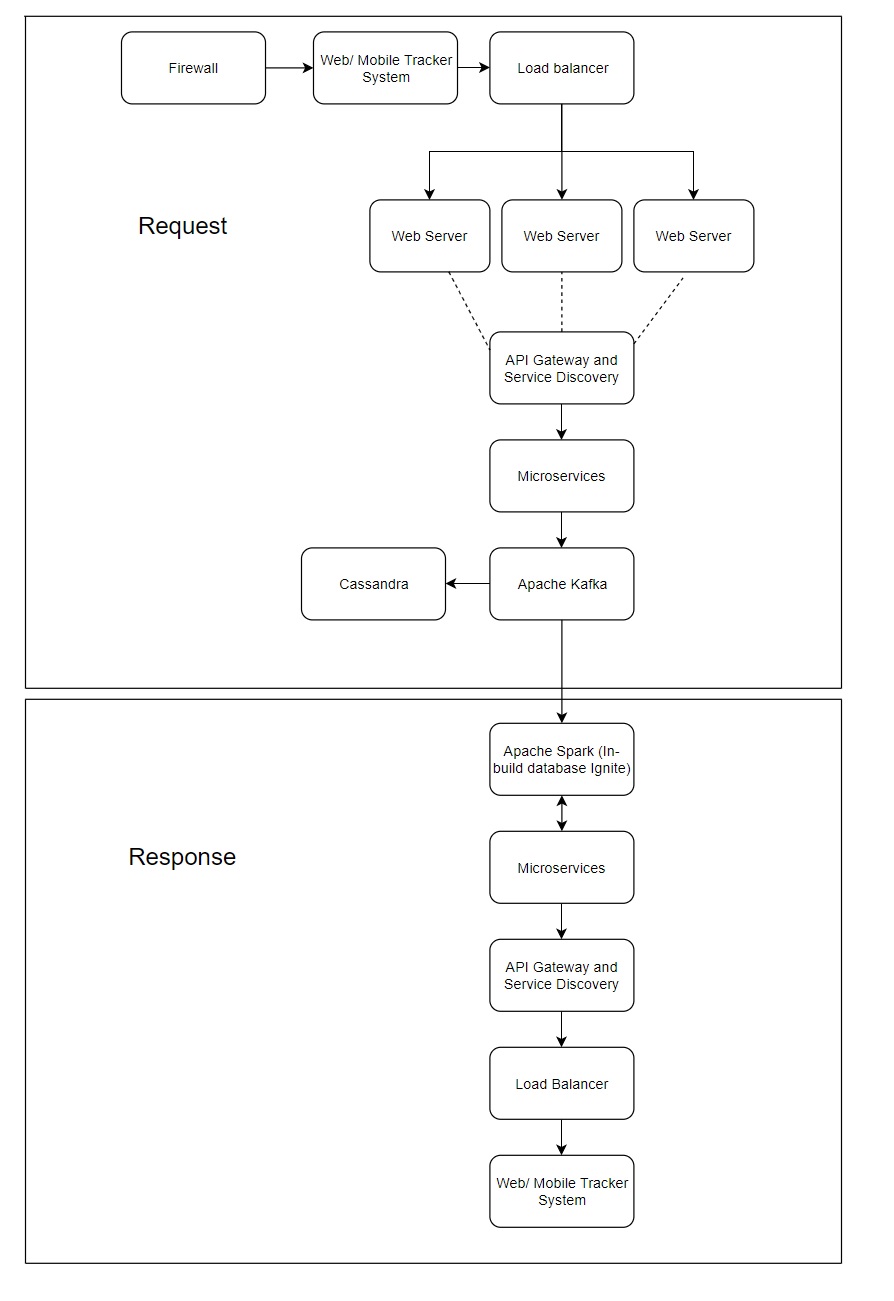 Firewall
Web/ Mobile Tracker
System
Load balancer
Request
Web Server
Web Server
Web Server
API Gateway and
Service Discovery
Microservices
Cassandra
Apache Kafka
Apache Spark (In-
build database Ignite)
Response
Microservices
API Gateway and
Service Discovery
Load Balancer
Web/ Mobile Tracker
System